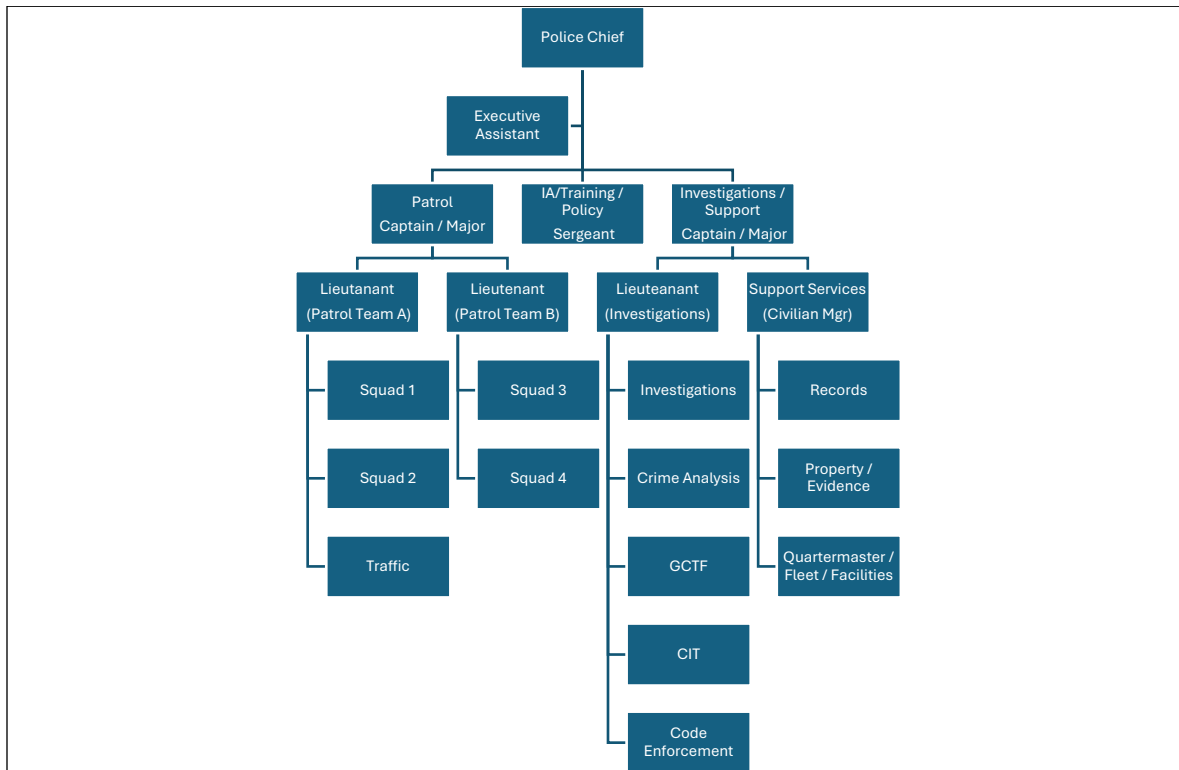 Police Chief
Executive
Assistant
Patrol
Captain / Major
IA/Training /
Policy
Sergeant
Investigations /
Support
Captain / Major
Lieutanant
(Patrol Team A)
Lieutenant
(Patrol Team B)
Lieuteanant
(Investigations)
Support Services
(Civilian Mgr)
Squad 1
Squad 3
Investigations
Records
Squad 2
Squad 4
Crime Analysis
Property /
Evidence
Traffic
GCTF
Quartermaster /
Fleet / Facilities
CIT
Code
Enforcement